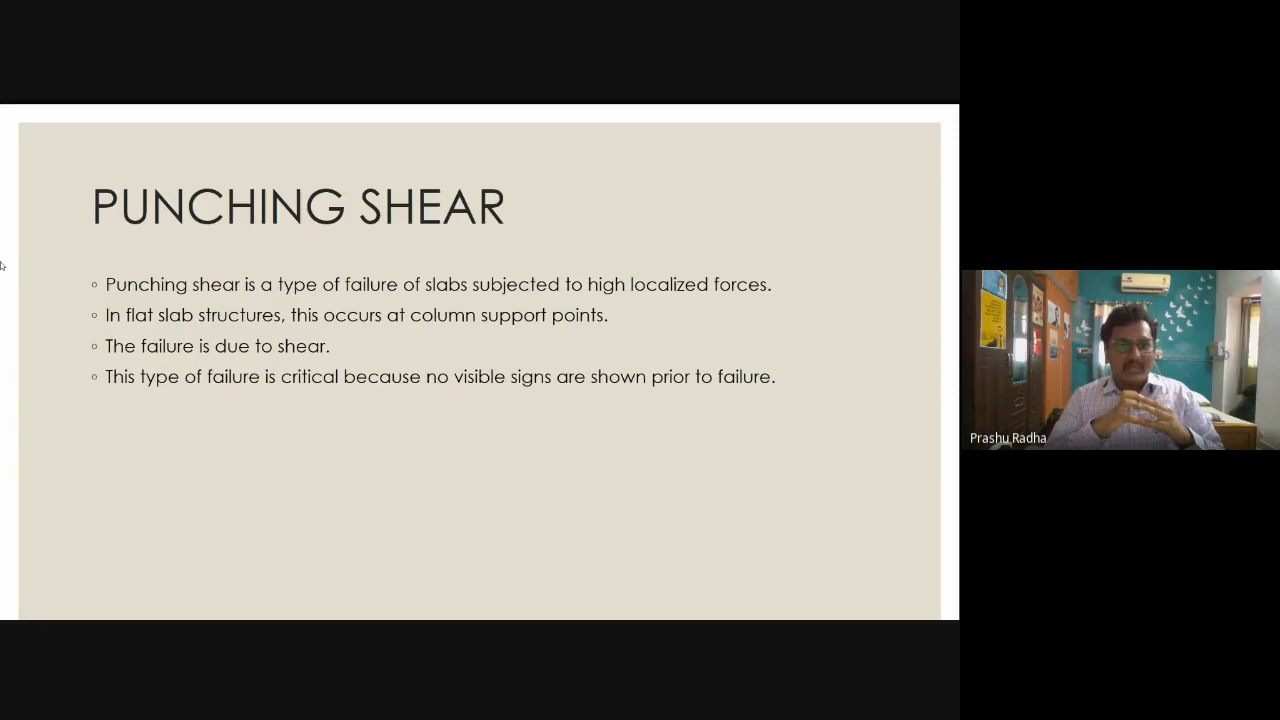 PUNCHING SHEAR
◦ Punching shear is a type of failure of slabs subjected to high localized forces.
◦ In flat slab structures, this occurs at column support points.
◦ The failure is due to shear.
◦ This type of failure is critical because no visible signs are shown prior to failure.
Prashu Radha